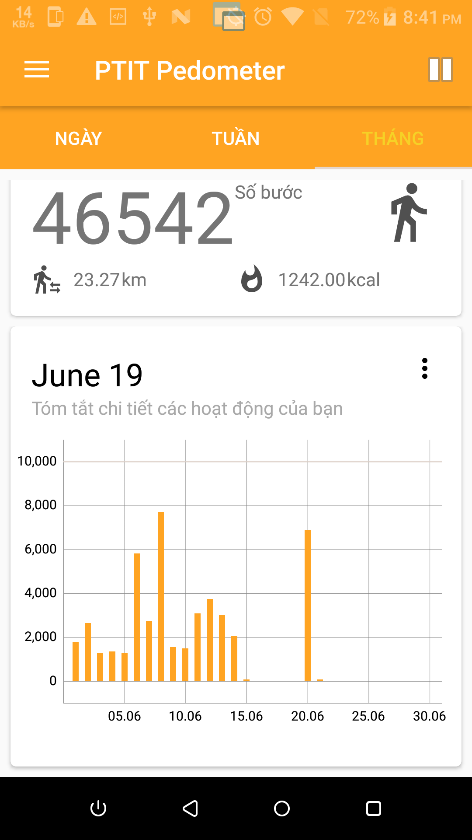 14
KB/s
72%
8:41 PM
PTIT Pedometer
NGÀY TUẦN THÁNG
46542 Số bước
23.27km 1242.00kcal
June 19
Tóm tắt chi tiết các hoạt động của bạn
10,000
8,000
6,000
4,000
2,000
0
05.06 10.06 15.06 20.06 25.06 30.06